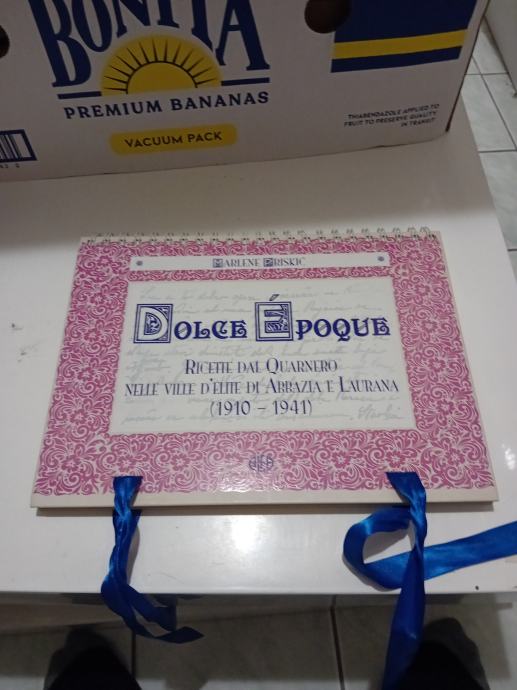 BONITA
PREMIUM BANANAS
VACUUM PACK
THIABENDAZOLE APPLIED TO
FRUIT TO PRESERVE QUALITY
IN TRANSIT
MARLENE PRISKIC
DOLCE ÉPOQUE
RICETTE DAL QUARNERO
NELLE VILLE D'ELITE DI ABBAZIA E LAURANA
(1910 – 1941)